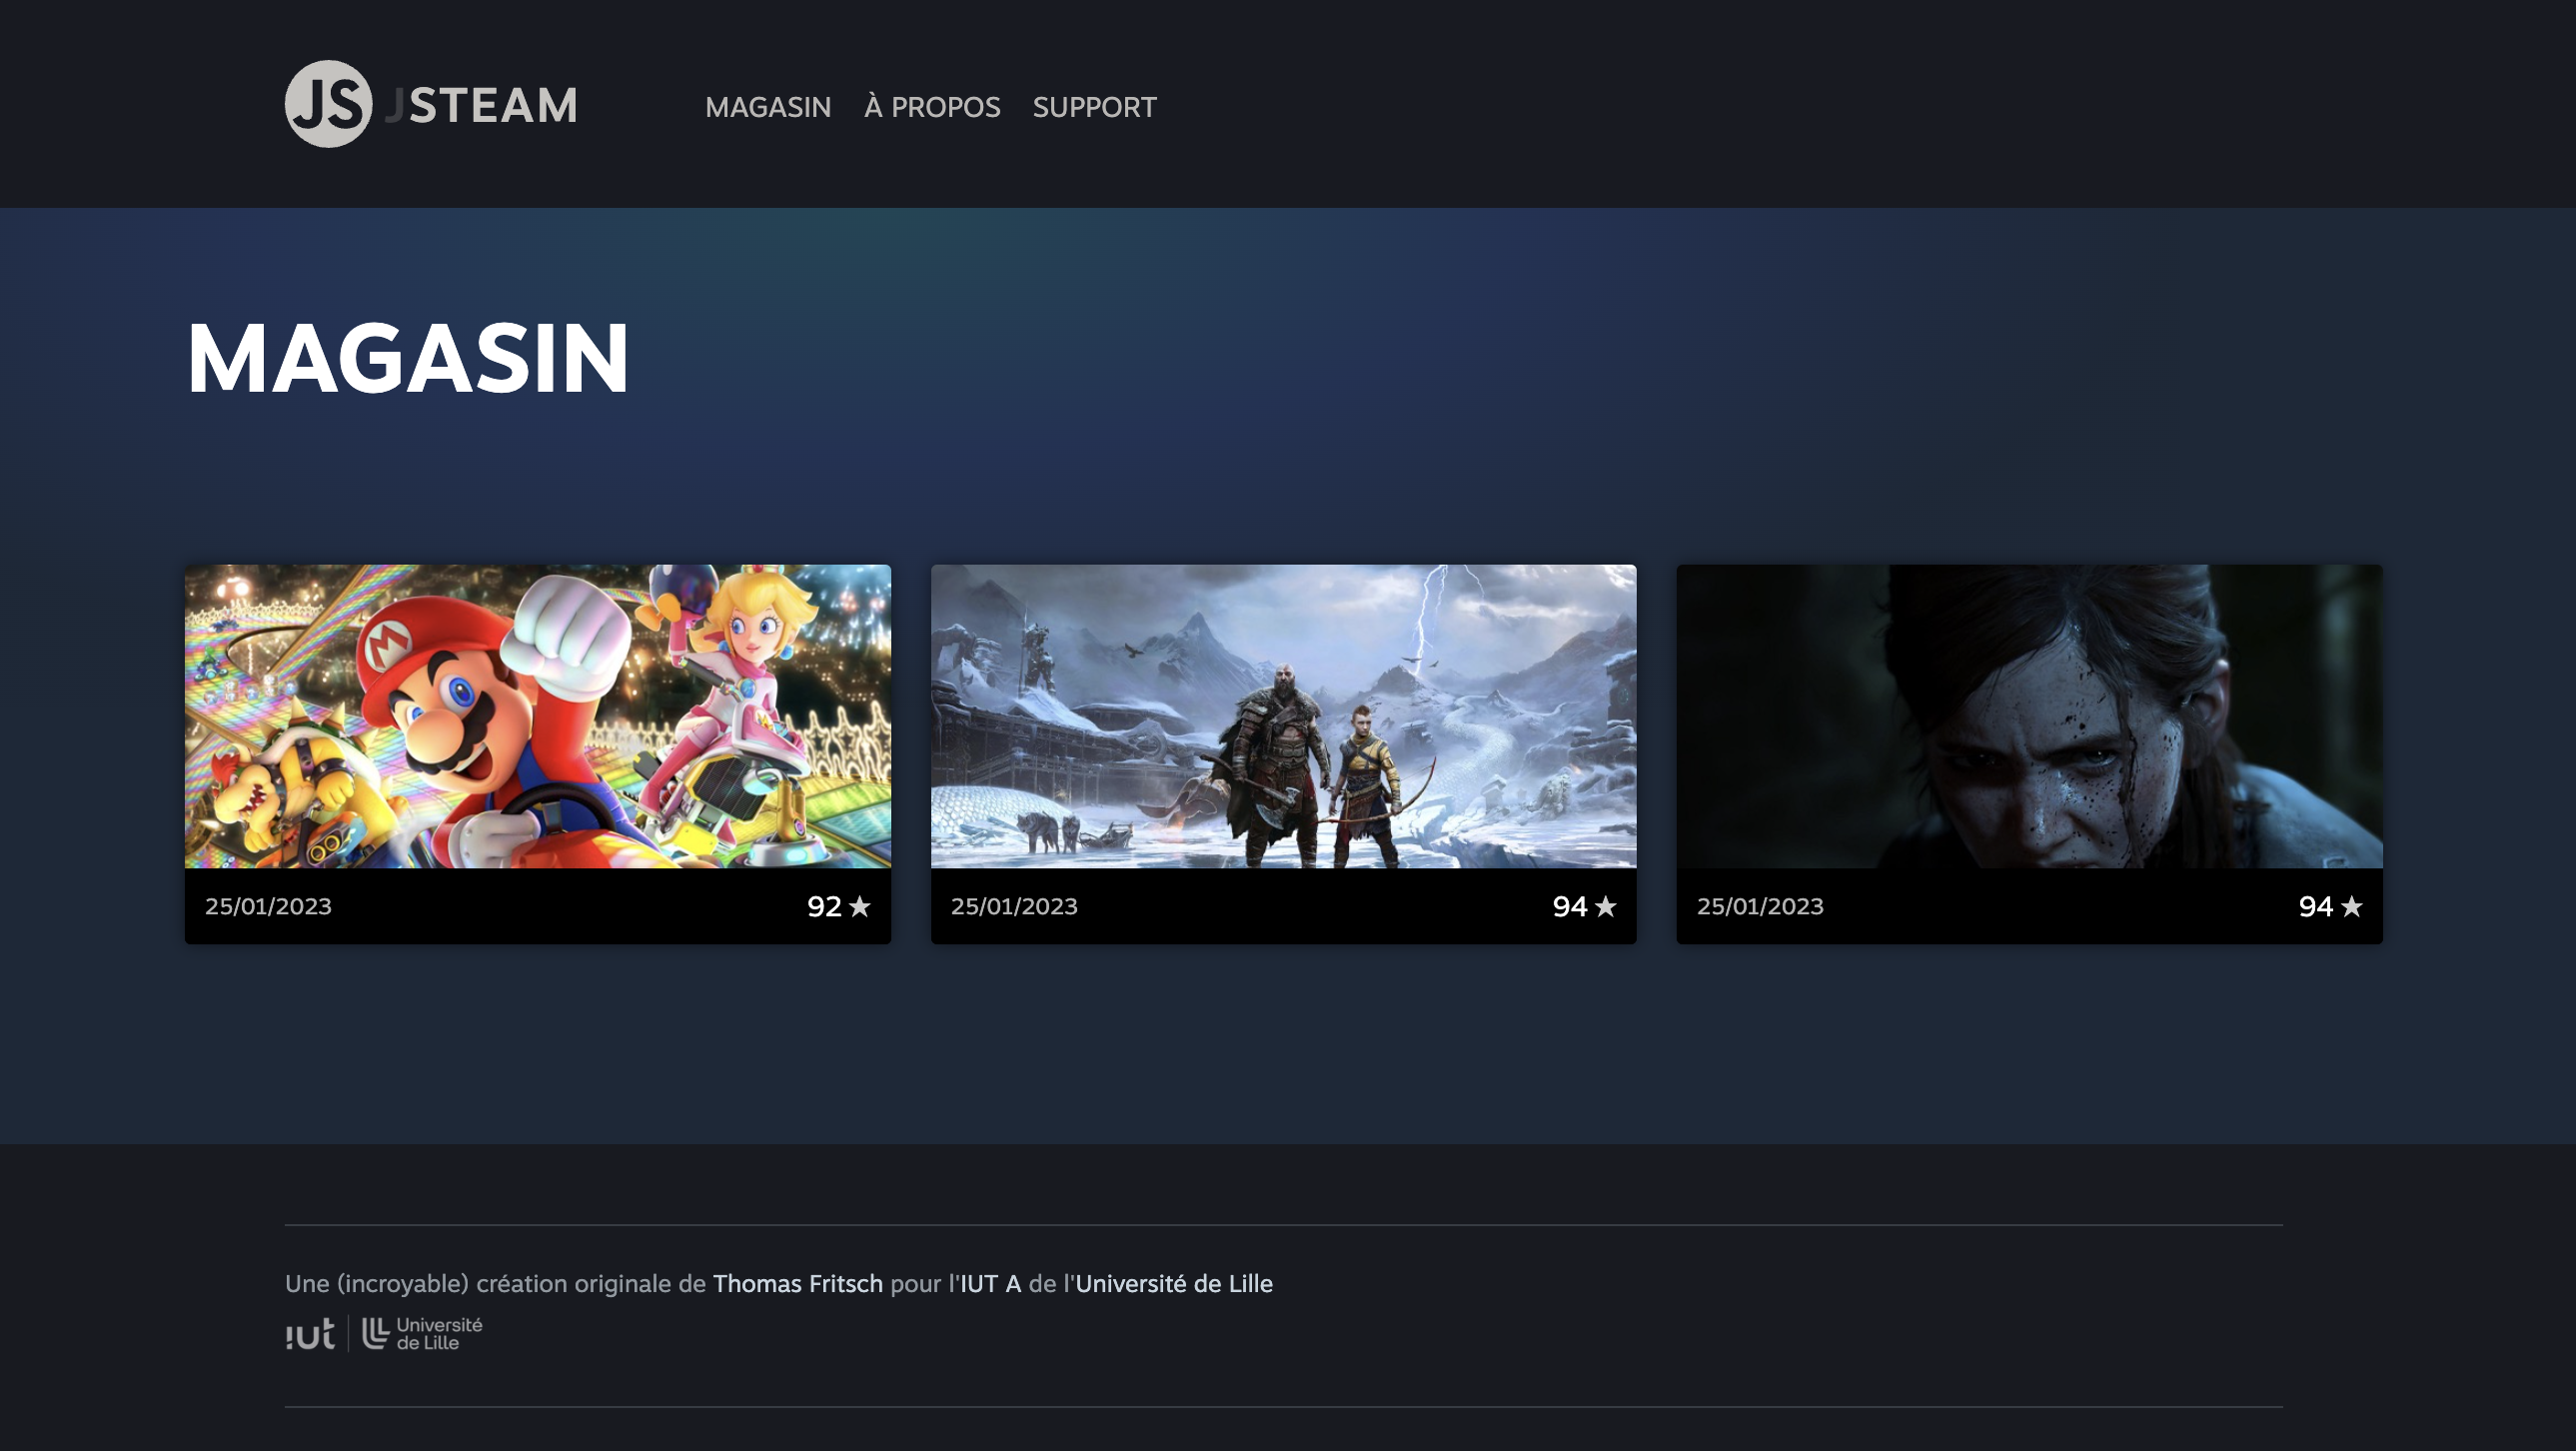 JS JSTEAM
MAGASIN À PROPOS SUPPORT
MAGASIN
M
25/01/2023 92 ★
25/01/2023 94 ★
25/01/2023 94 ★
Une (incroyable) création originale de Thomas Fritsch pour l'IUT A de l'Université de Lille
iut Université
de Lille